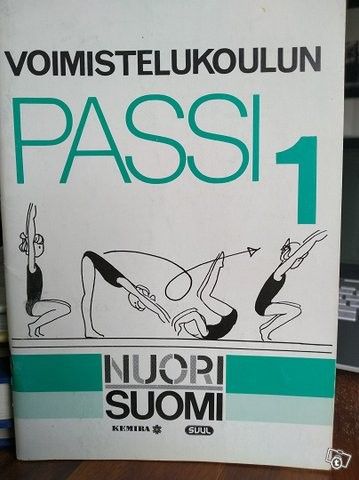 VOIMISTELUKOULUN
PASSI 1
NUORI
SUOMI
KEMIRA SUUL